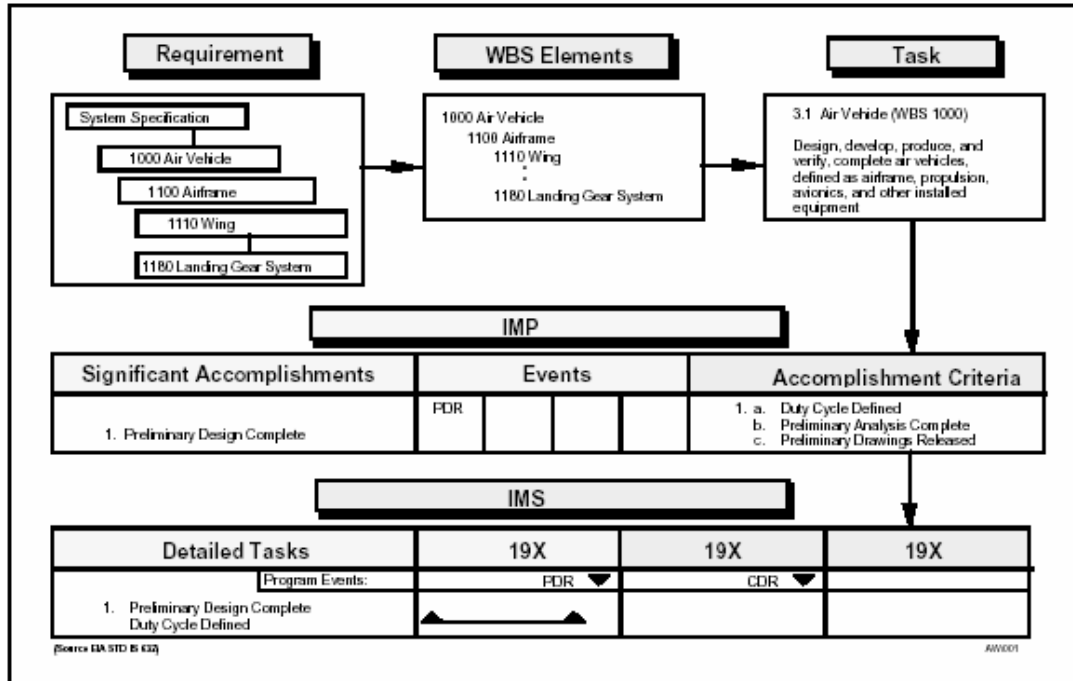 Requirement
WBS Elements
Task
System Specification
1000 Air Vehicle
1100 Airframe
1110 Wing
1180 Landing Gear System
1000 Air Vehicle
1100 Airframe
1110 Wing
:
1180 Landing Gear System
3.1 Air Vehicle (WBS 1000)
Design, develop, produce, and
verify, complete air vehicles,
defined as airframe, propulsion,
avionics, and other installed
equipment
IMP
Significant Accomplishments
Events
Accomplishment Criteria
1. Preliminary Design Complete
PDR
1. a. Duty Cycle Defined
b. Preliminary Analysis Complete
c. Preliminary Drawings Released
IMS
Detailed Tasks
19X
19X
19X
Program Events:
PDR
CDR
1. Preliminary Design Complete
Duty Cycle Defined
(Source EIA STD IS 632)